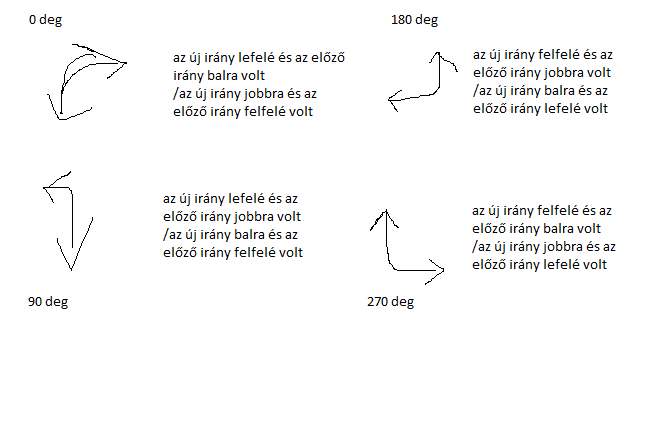 0 deg
az új irány lefelé és az előző
irány balra volt
/az új irány jobbra és az
előző irány felfelé volt
180 deg
az új irány felfelé és az
előző irány jobbra volt
/az új irány balra és az
előző irány lefelé volt
az új irány lefelé és az
előző irány jobbra volt
/az új irány balra és az
előző irány felfelé volt
90 deg
az új irány felfelé és az
előző irány balra volt
/az új irány jobbra és az
előző irány lefelé volt
270 deg